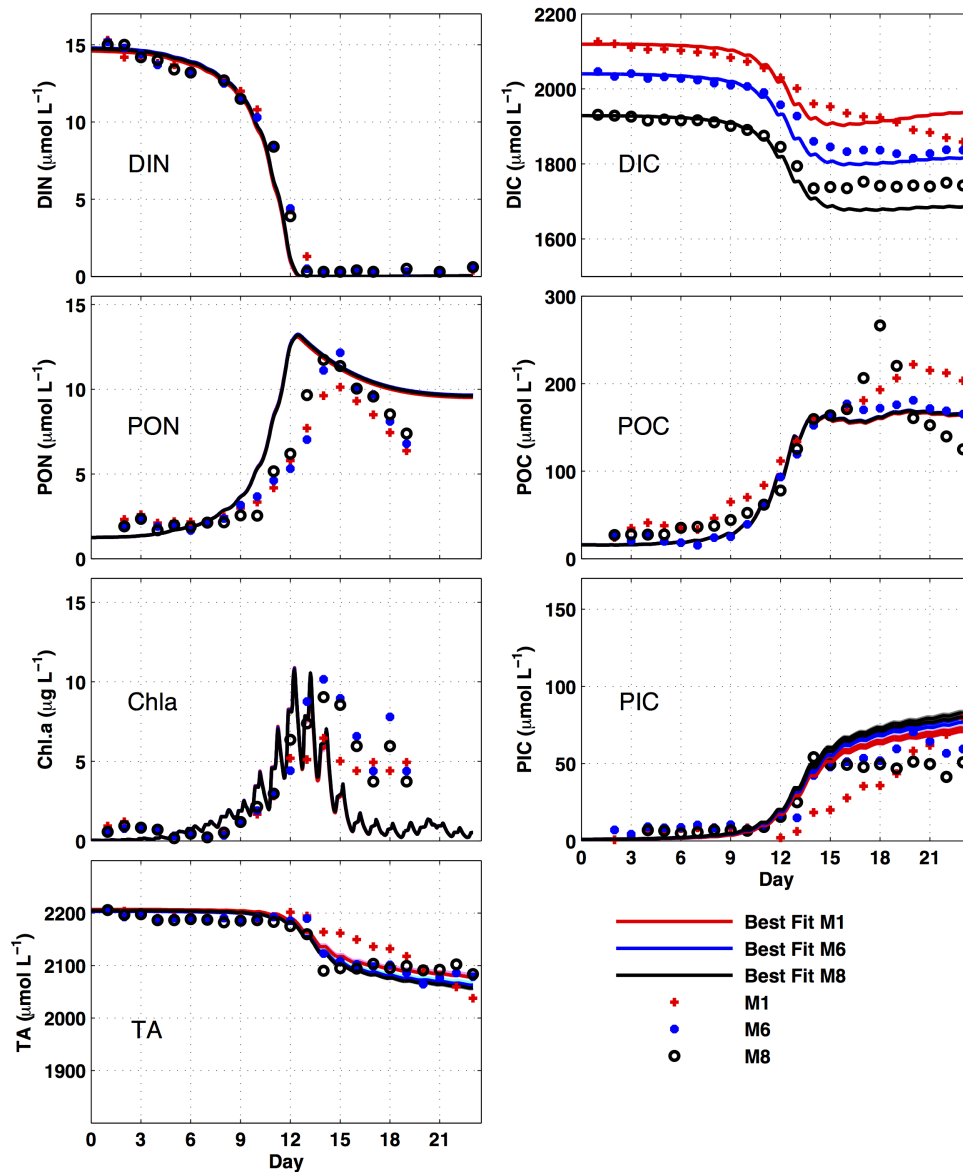 DIN (μmol L⁻¹)
15
10
5
0
DIN
DIC (μmol L⁻¹)
2200
2000
1800
1600
DIC
PON (μmol L⁻¹)
15
10
5
0
PON
POC (μmol L⁻¹)
300
200
100
0
POC
Chl.a (μg L⁻¹)
15
10
5
0
Chla
PIC (μmol L⁻¹)
150
100
50
0
PIC
0 3 6 9 12 15 18 21
Day
TA (μmol L⁻¹)
2200
2100
2000
1900
TA
0 3 6 9 12 15 18 21
Day
Best Fit M1
Best Fit M6
Best Fit M8
M1
M6
M8